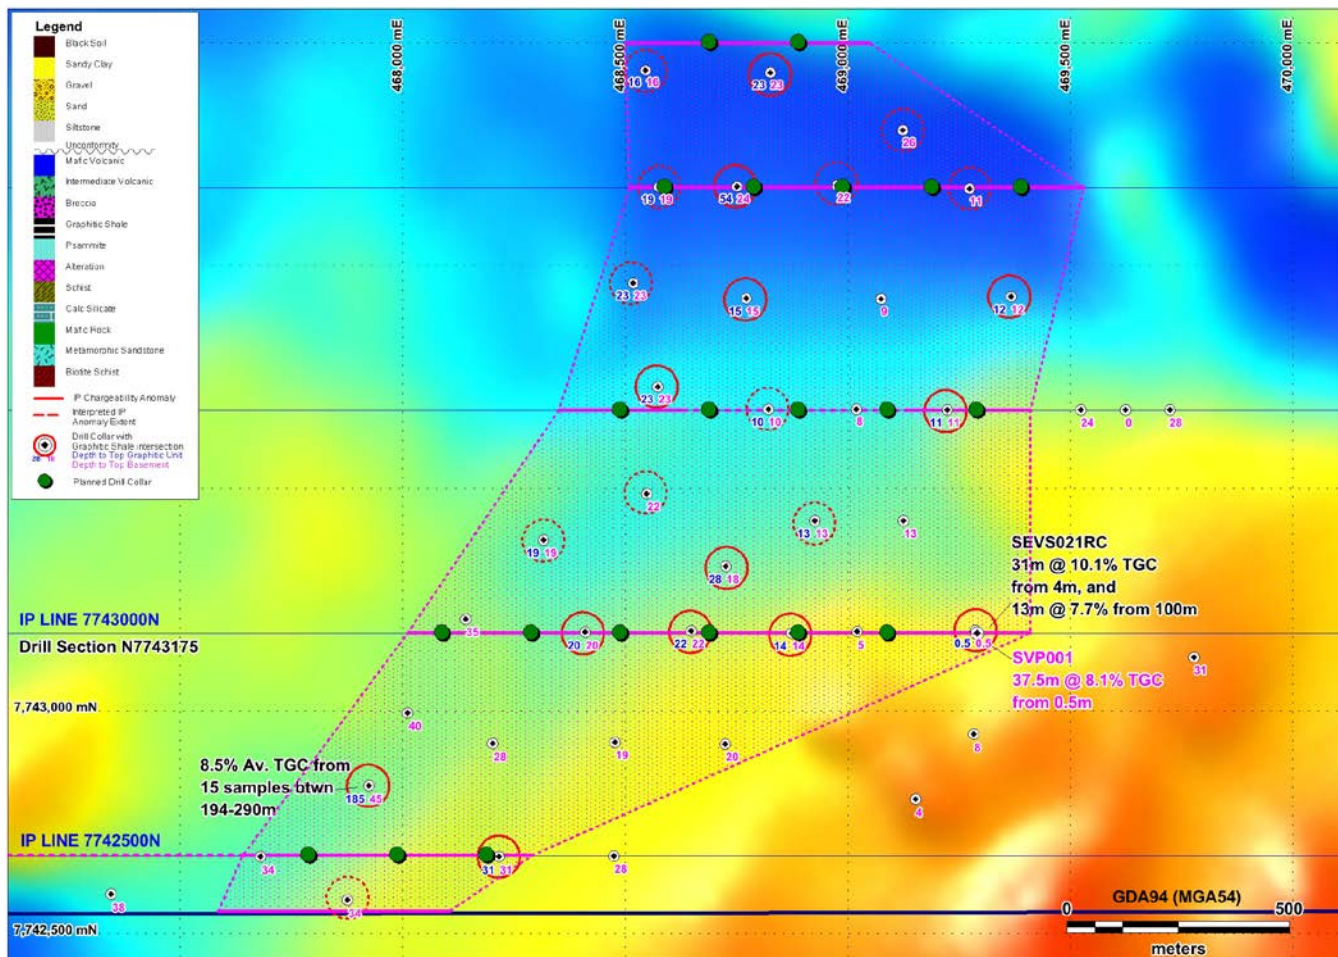 Legend
Black Soil
Sandy Clay
Gravel
Sand
Siltstone
Unconformity
Mafic Volcanic
Intermediate Volcanic
Breccia
Graphitic Shale
Psammite
Alteration
Schist
Calc Silicate
Mafic Rock
Metamorphic Sandstone
Biotite Schist
IP Chargeability Anomaly
Interpreted IP
Anomaly Extent
Drill Collar with
Graphitic Shale intersection
Depth to Top Graphitic Unit
Depth to Top Basement
28 18
Planned Drill Collar
468,000 mE
468,500 mE
469,000 mE
469,500 mE
470,000 mE
16 16
23 23
26
19 19
54 24
22
11
23 23
15 15
9
12 12
23 23
10 10
8
11 11
24
0
28
22
19 19
13 13
13
28 18
SEVS021RC
31m @ 10.1% TGC
from 4m, and
13m @ 7.7% from 100m
IP LINE 7743000N
35
20 20
22 22
14 14
5
0.5 0.5
Drill Section N7743175
SVP001
37.5m @ 8.1% TGC
from 0.5m
31
7,743,000 mN
40
28
19
20
8
8.5% Av. TGC from
15 samples btwn
194-290m
185 45
4
IP LINE 7742500N
34
31 31
28
38
34
GDA94 (MGA54)
0 500
meters
7,742,500 mN